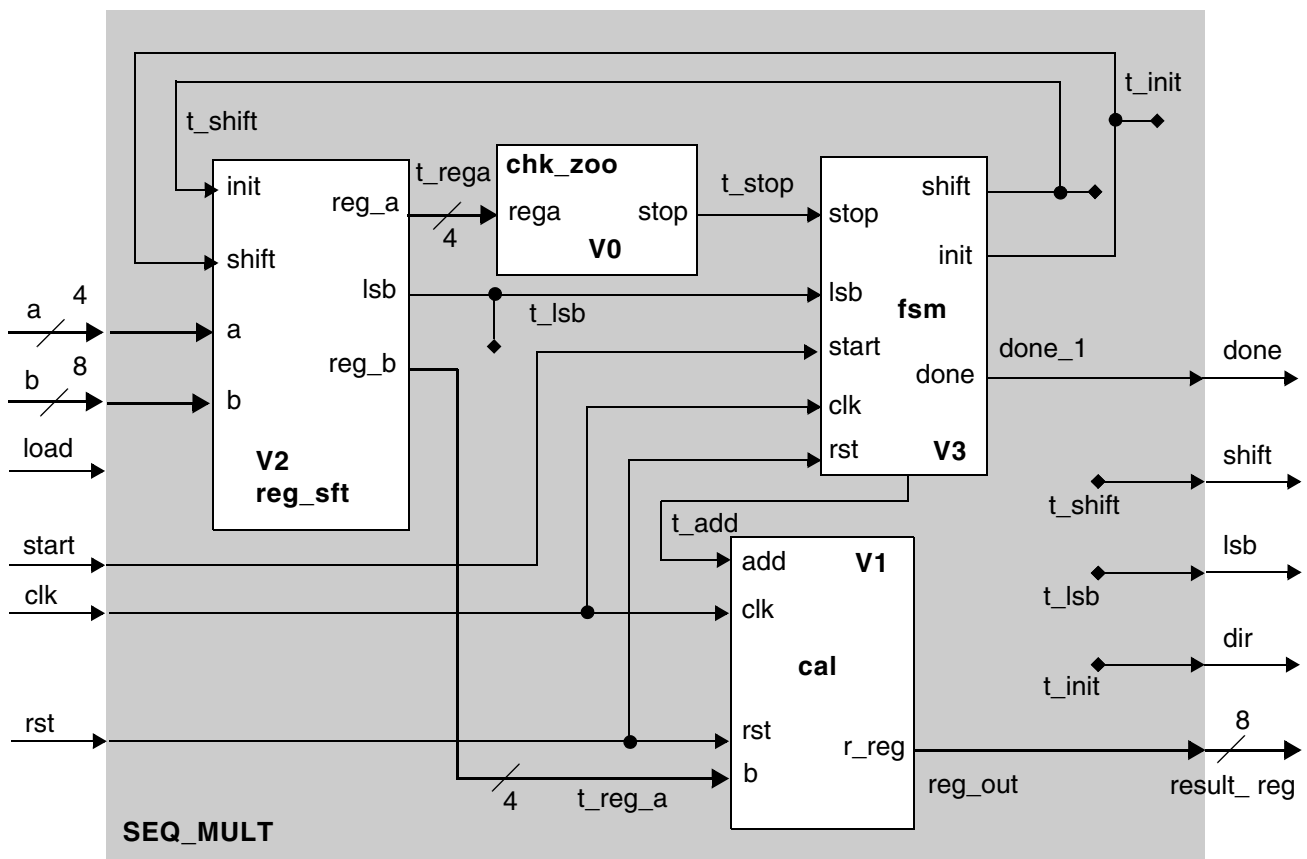 t_init
t_shift
init
shift
a
b
reg_a
lsb
reg_b
V2
reg_sft
t_rega
4
chk_zoo
rega
stop
V0
t_stop
stop
lsb
start
clk
rst
shift
init
fsm
done
V3
t_lsb
done_1
a
4
b
8
load
start
clk
rst
done
shift
t_shift
lsb
t_lsb
dir
t_init
8
result_ reg
t_add
add
V1
clk
cal
rst
r_reg
b
4
t_reg_a
reg_out
SEQ_MULT